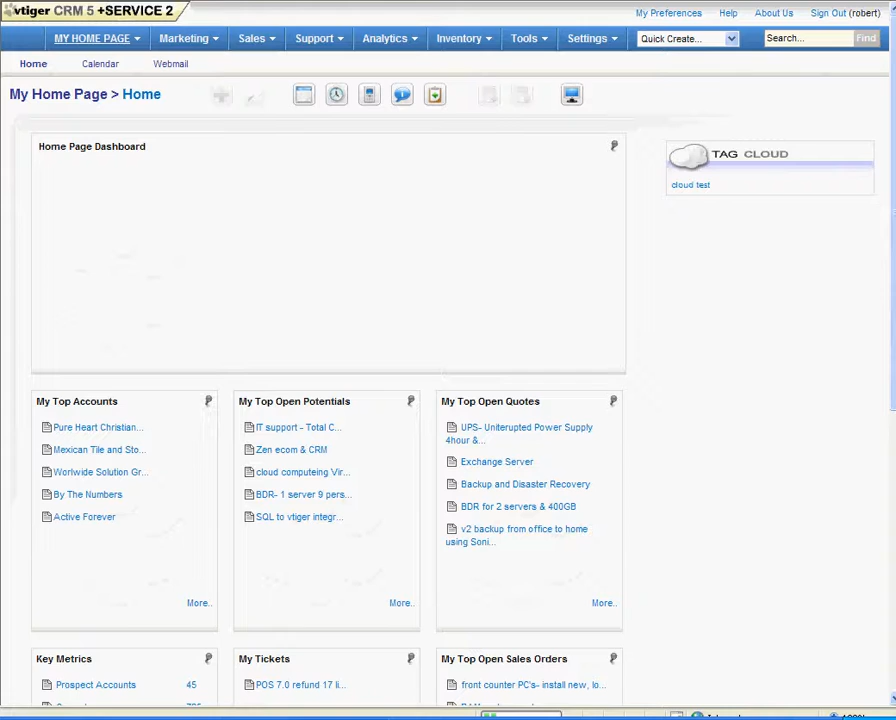 vtiger CRM 5 +SERVICE 2
My Preferences Help About Us Sign Out (robert)
MY HOME PAGE Marketing Sales Support Analytics Inventory Tools Settings Quick Create... Search... Find
Home Calendar Webmail
My Home Page > Home
Home Page Dashboard
TAG CLOUD
cloud test
My Top Accounts
Pure Heart Christian...
Mexican Tile and Sto...
Worlwide Solution Gr...
By The Numbers
Active Forever
More..
My Top Open Potentials
IT support - Total C...
Zen ecom & CRM
cloud computeing Vir...
BDR- 1 server 9 pers...
SQL to vtiger integr...
More..
My Top Open Quotes
UPS- Uniterupted Power Supply
4hour &...
Exchange Server
Backup and Disaster Recovery
BDR for 2 servers & 400GB
v2 backup from office to home
using Soni...
More..
Key Metrics
Prospect Accounts 45
My Tickets
POS 7.0 refund 17 li...
My Top Open Sales Orders
front counter PC's- install new, lo...